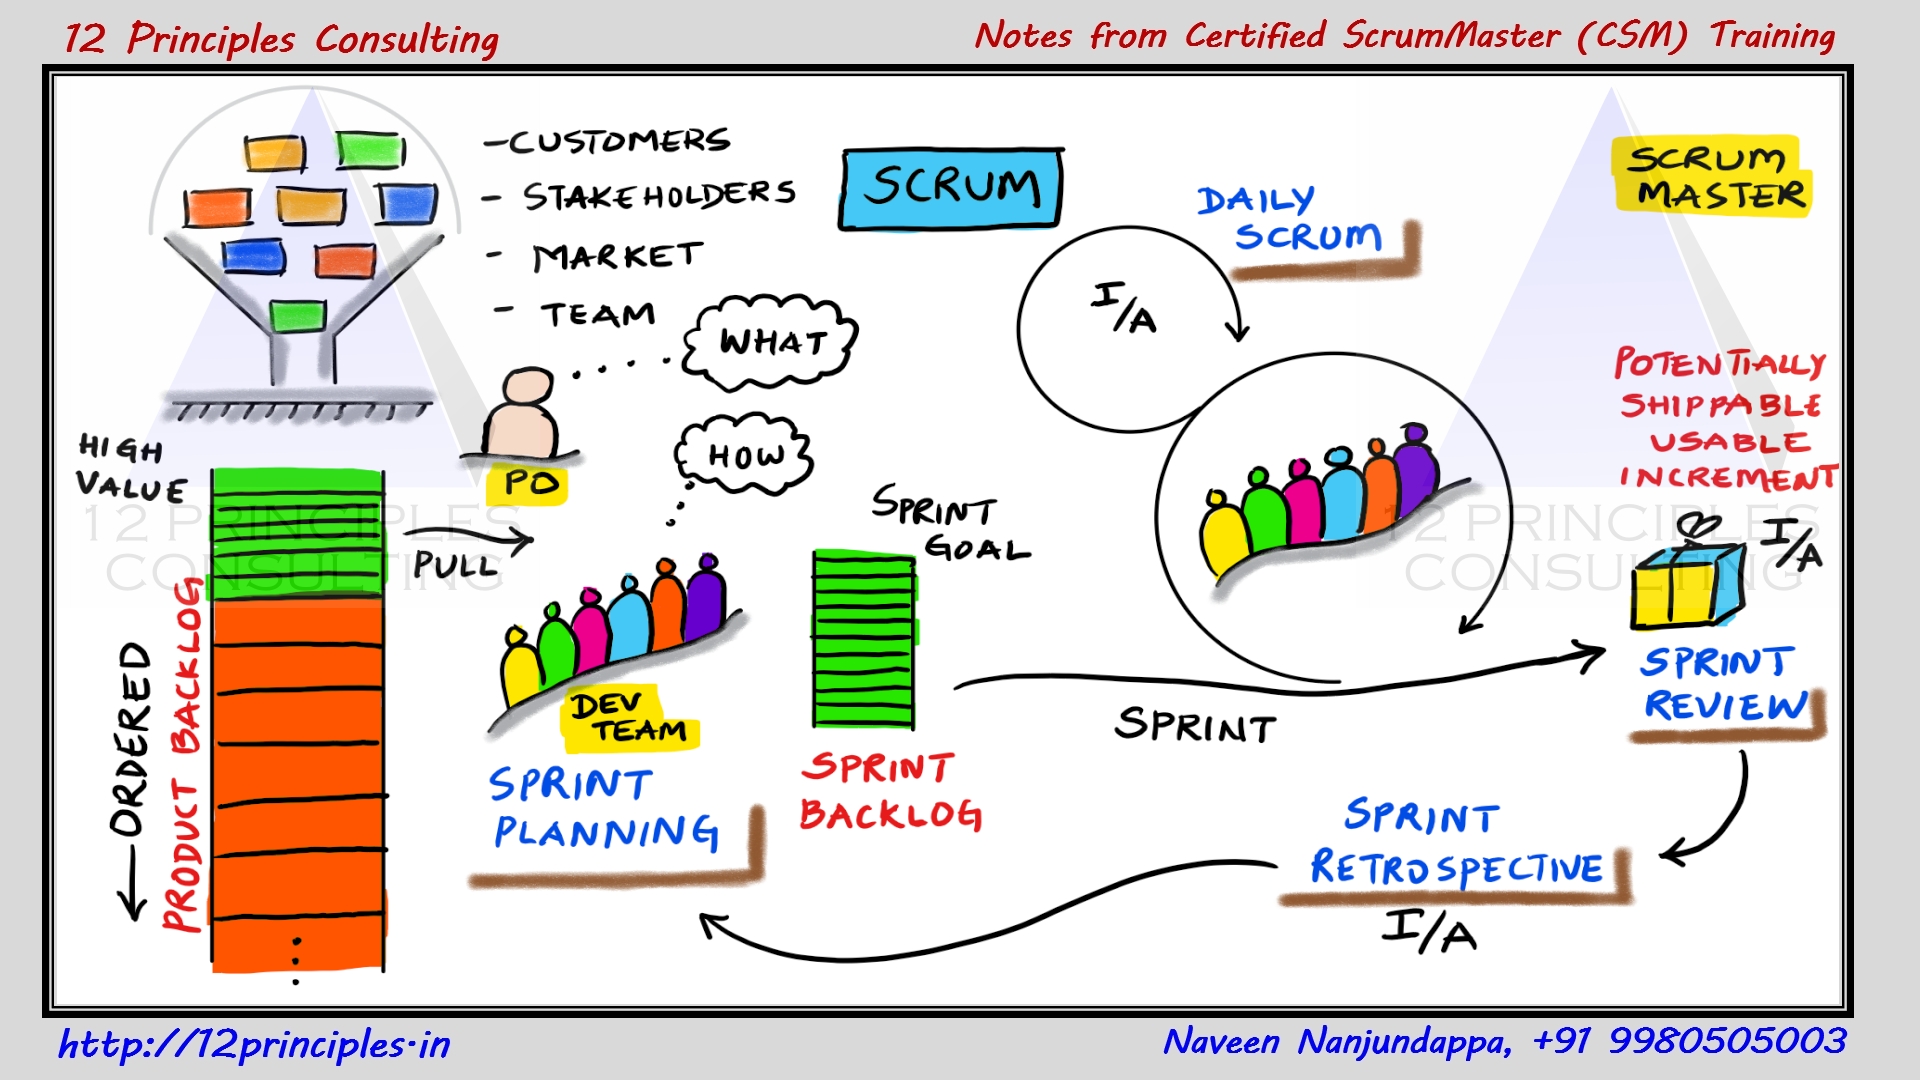 12 Principles Consulting
Notes from Certified ScrumMaster (CSM) Training
-CUSTOMERS
- STAKEHOLDERS
- MARKET
- TEAM
SCRUM
DAILY
SCRUM
SCRUM
MASTER
I/A
WHAT
HOW
PO
HIGH
VALUE
PULL
ORDERED
PRODUCT BACKLOG
DEV
TEAM
SPRINT
PLANNING
SPRINT
GOAL
SPRINT
BACKLOG
SPRINT
POTENTIALLY
SHIPPABLE
USABLE
INCREMENT
I/A
SPRINT
REVIEW
SPRINT
RETROSPECTIVE
I/A
12 PRINCIPLES
CONSULTING
12 PRINCIPLES
CONSULTING
http://12principles.in
Naveen Nanjundappa, +91 9980505003